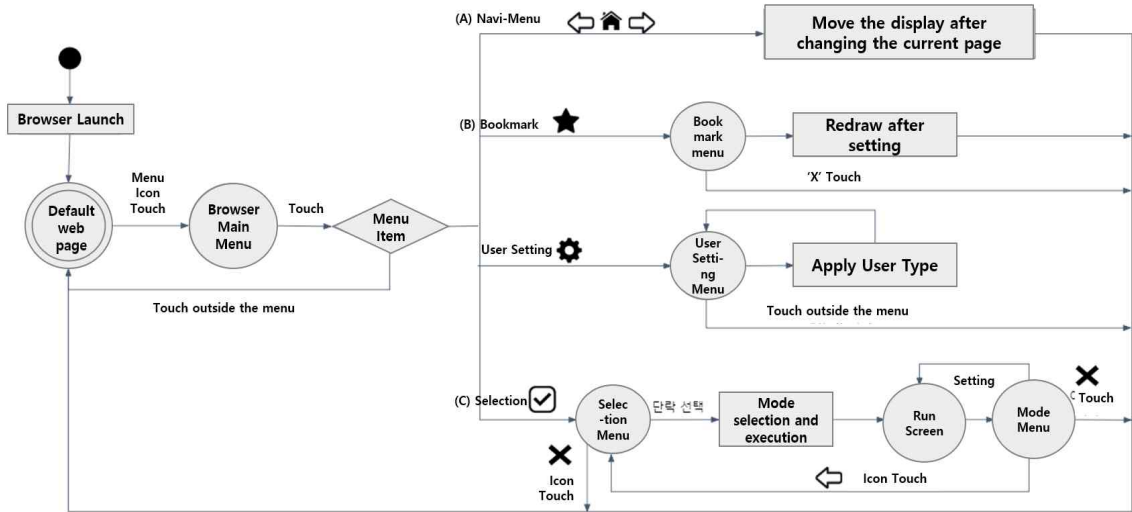 (A) Navi-Menu
Move the display after
changing the current page
Browser Launch
(B) Bookmark
Book
mark
menu
Redraw after
setting
'X' Touch
Menu
Icon
Touch
Default
web
page
Browser
Main
Menu
Touch
Menu
Item
User Setting
User
Setti-
ng
Menu
Apply User Type
Touch outside the menu
Touch outside the menu
(C) Selection
Selec
-tion
Menu
단락 선택
Mode
selection and
execution
Run
Screen
Setting
Mode
Menu
Touch
Icon
Touch
Icon Touch